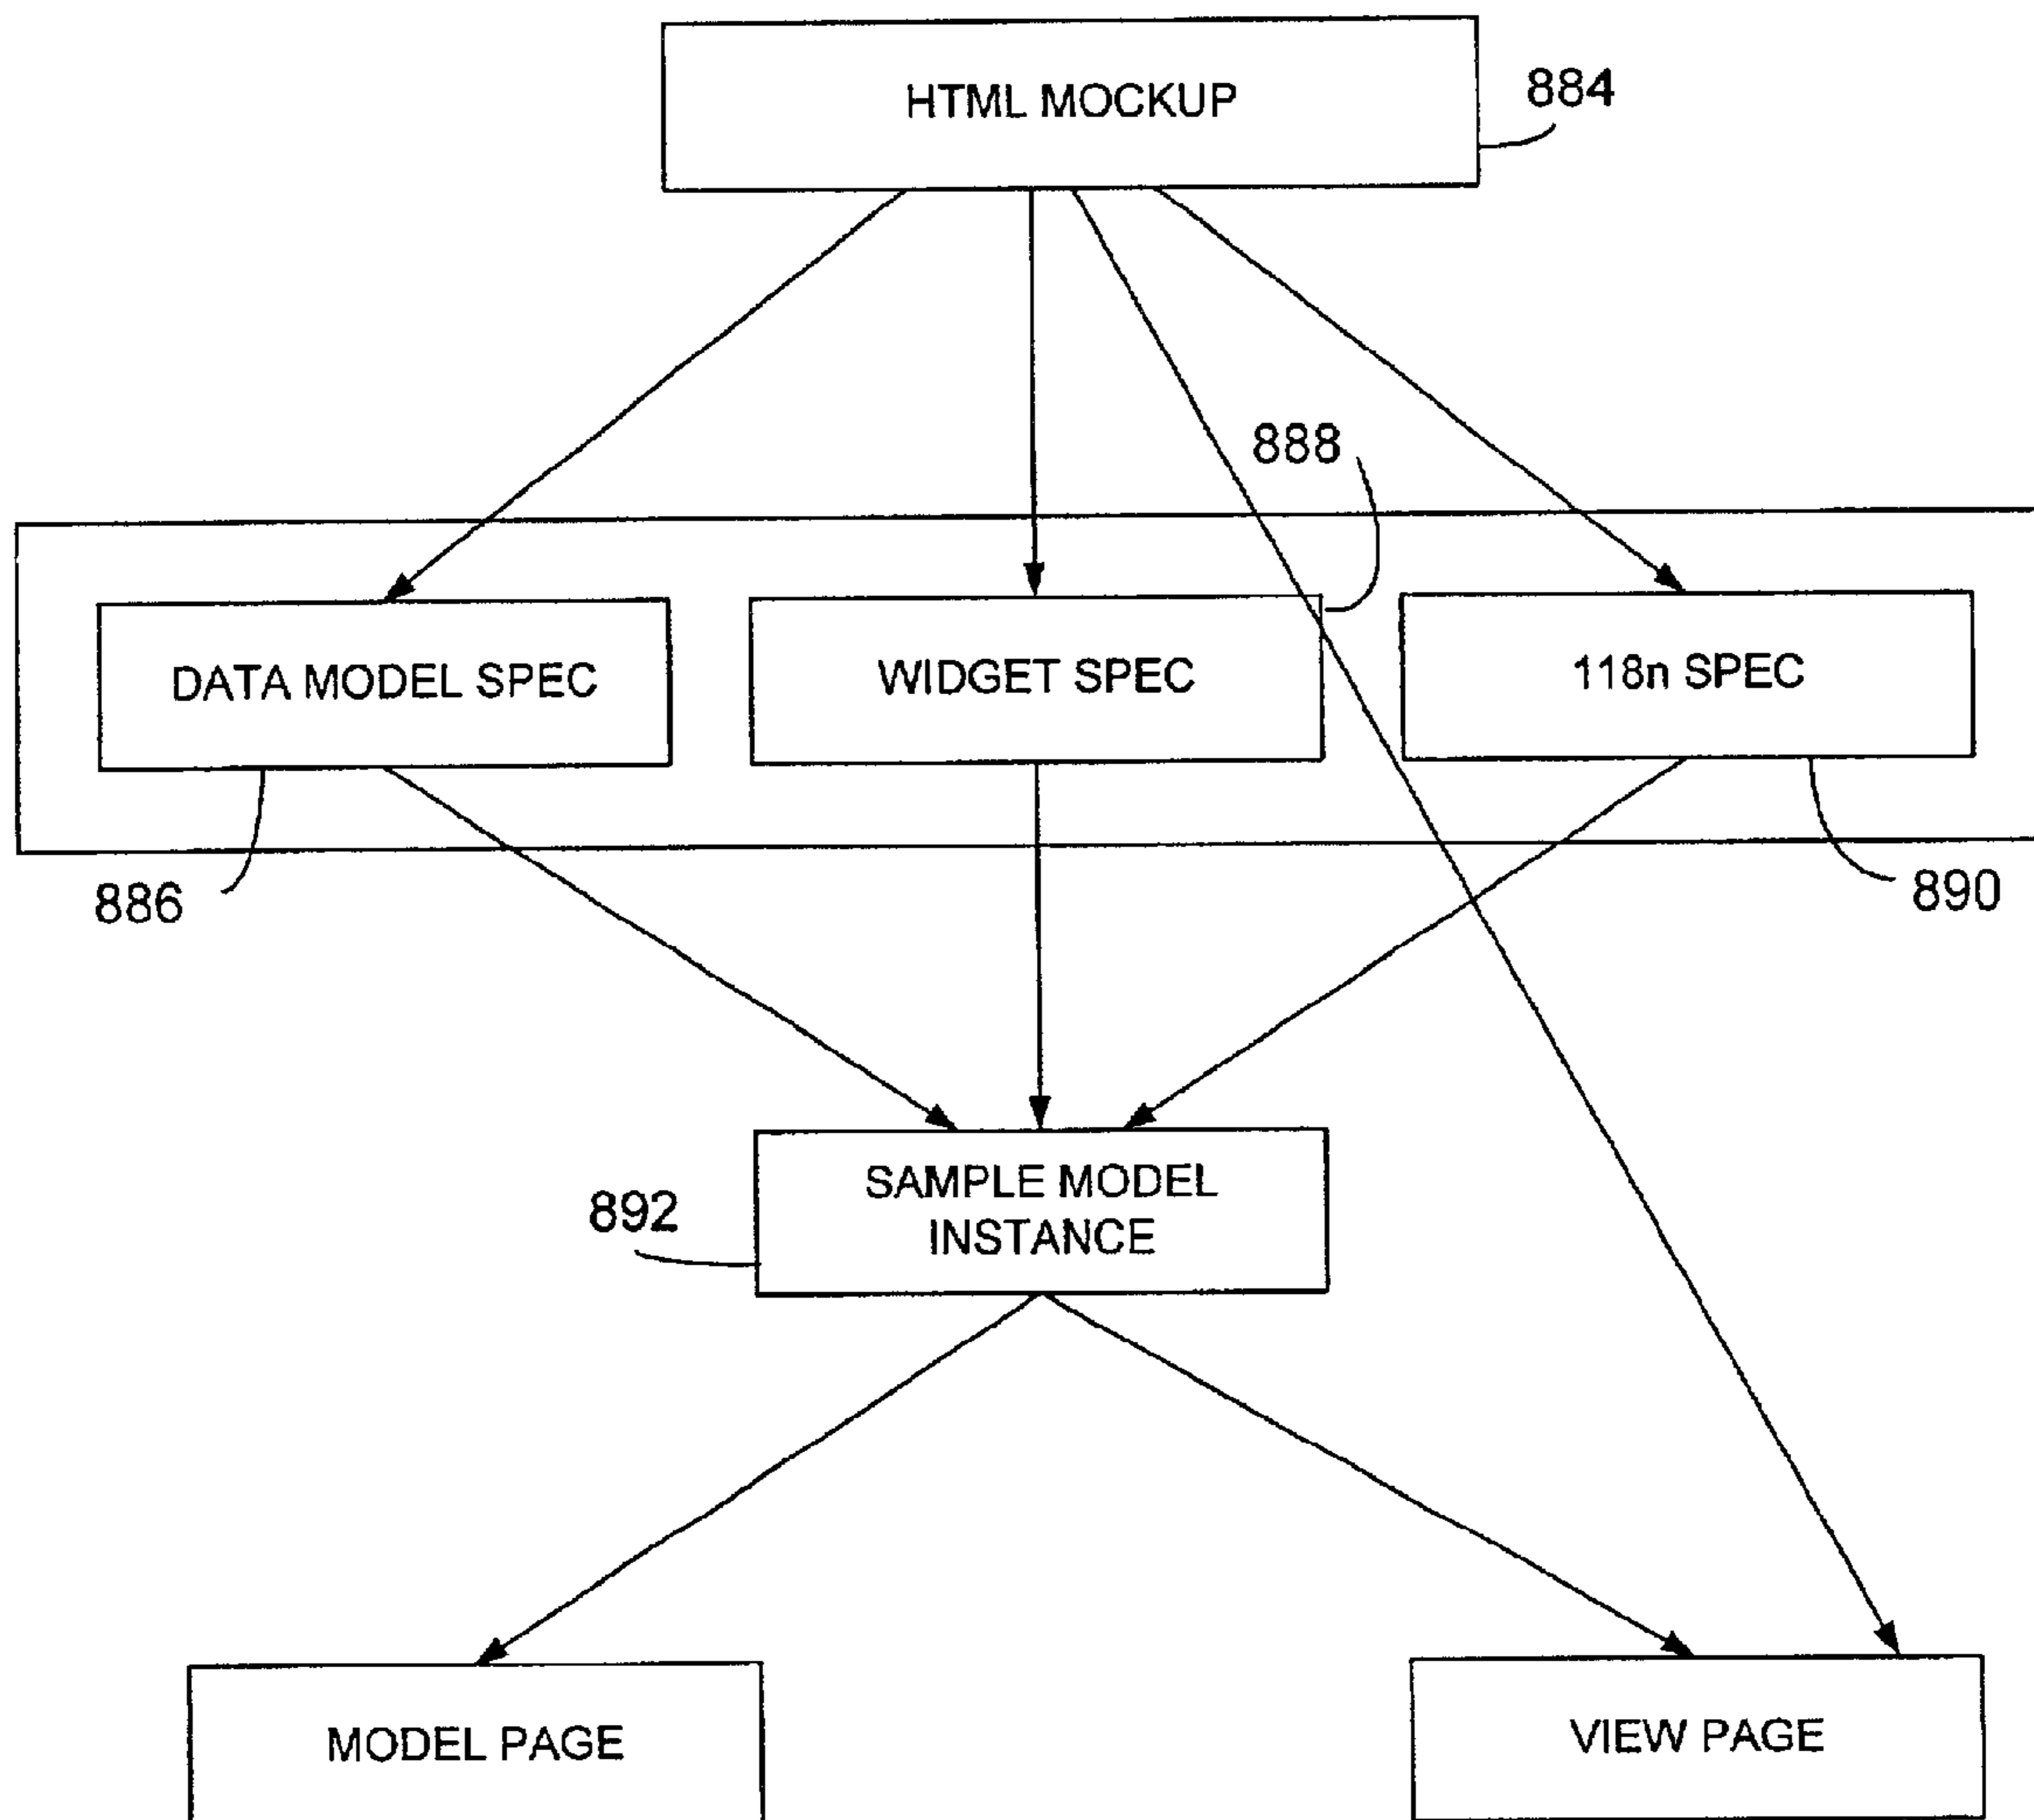 HTML MOCKUP
884
888
DATA MODEL SPEC
WIDGET SPEC
118n SPEC
886
890
SAMPLE MODEL
INSTANCE
892
MODEL PAGE
VIEW PAGE